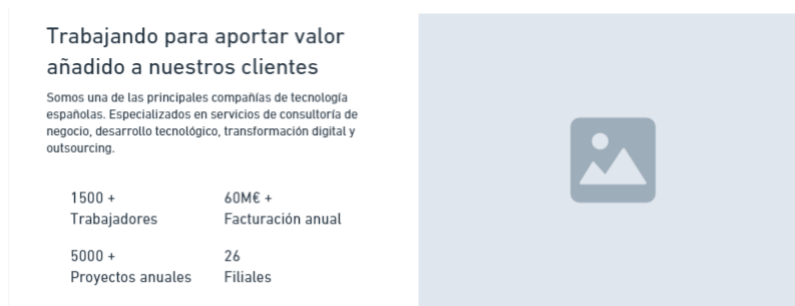 Trabajando para aportar valor
añadido a nuestros clientes
Somos una de las principales compañías de tecnología
españolas. Especializados en servicios de consultoría de
negocio, desarrollo tecnológico, transformación digital y
outsourcing.
1500 +
Trabajadores
60M€ +
Facturación anual
5000 +
Proyectos anuales
26
Filiales